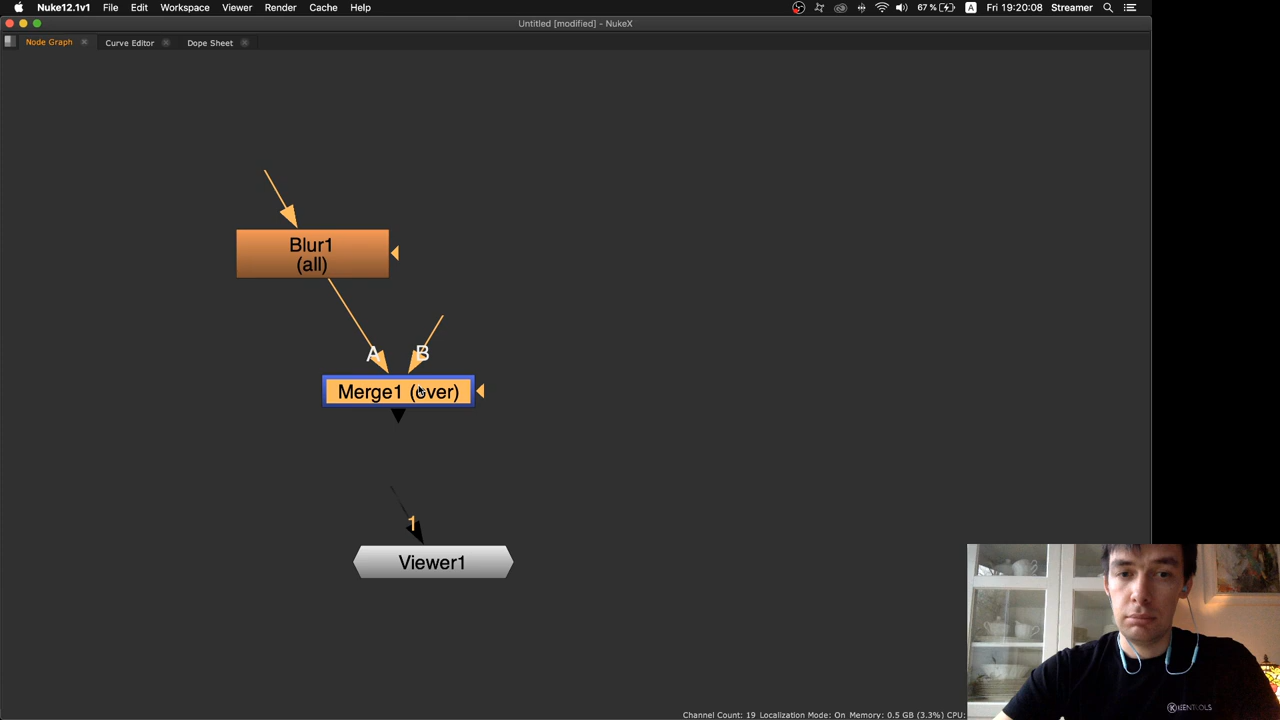 Nuke12.1v1 File Edit Workspace Viewer Render Cache Help 67 % A Fri 19:20:08 Streamer
Untitled [modified] - NukeX
Node Graph Curve Editor Dope Sheet
Blur1
(all)
A B
Merge1 (over)
1
Viewer1
KEENTOOLS
Channel Count: 19 Localization Mode: On Memory: 0.5 GB (3.3%) CPU: